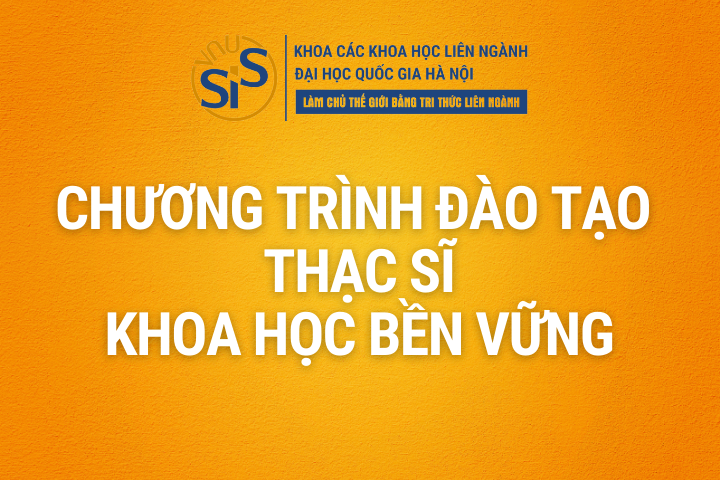 VNU
SIS
KHOA CÁC KHOA HỌC LIÊN NGÀNH
ĐẠI HỌC QUỐC GIA HÀ NỘI
LÀM CHỦ THẾ GIỚI BẰNG TRI THỨC LIÊN NGÀNH
CHƯƠNG TRÌNH ĐÀO TẠO
THẠC SĨ
KHOA HỌC BỀN VỮNG